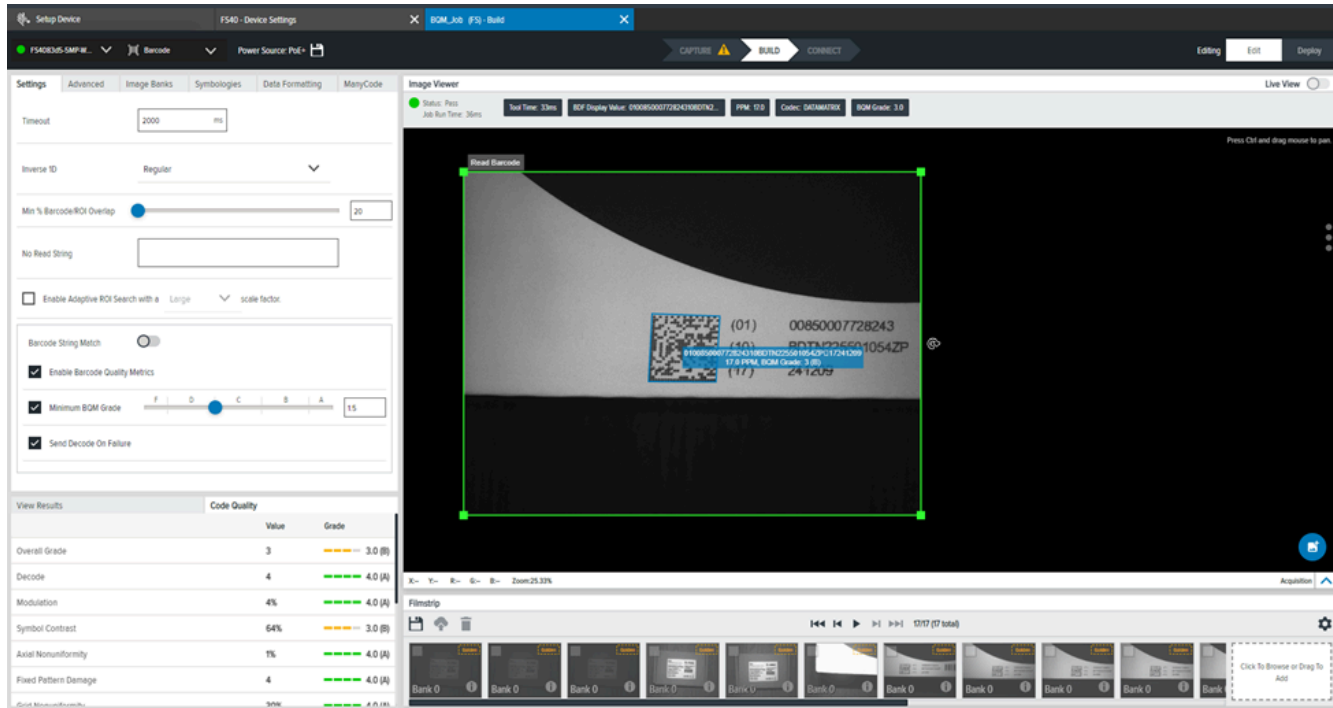 Setup Device
FS40 - Device Settings
BQM_Job (FS) - Build
Barcode
Power Source: PoE+
CAPTURE
BUILD
CONNECT
Editing
Edit
Deploy
Settings
Advanced
Image Banks
Symbologies
Data Formatting
ManyCode
Timeout
2000 ms
Inverse 1D
Regular
Min % Barcode/ROI Overlap
20
No Read String
Enable Adaptive ROI Search with a Large scale factor.
Barcode String Match
Enable Barcode Quality Metrics
Minimum BQM Grade
F D C B A
1.5
Send Decode On Failure
View Results
Code Quality
Value Grade
Overall Grade 3 3.0 (B)
Decode 4 4.0 (A)
Modulation 4% 4.0 (A)
Symbol Contrast 64% 3.0 (B)
Axial Nonuniformity 1% 4.0 (A)
Fixed Pattern Damage 4 4.0 (A)
Grid Nonuniformity 20% 4.0 (A)
Image Viewer
Live View
Status: Pass
Job Run Time: 36ms
Tool Time: 33ms
PPM: 17.0
Codec: DATAMATRIX
BQM Grade: 3.0
Press Ctrl and drag mouse to pan.
Read Barcode
(01) 00850007728243
(10) BDTN225501054ZP
17.0 PPM, BQM Grade: 3 (B)
(17) 241209
X:-- Y:-- R:-- G:-- B:-- Zoom:25.33%
Acquisition
Filmstrip
17/17 (17 total)
Bank 0
Bank 0
Bank 0
Bank 0
Bank 0
Bank 0
Bank 0
Bank 0
Bank 0
Bank 0
Bank
Click To Browse or Drag To
Add